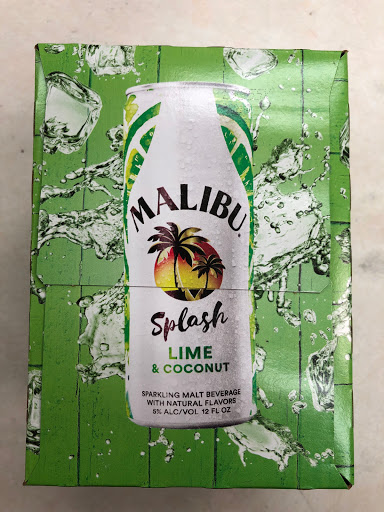 MALIBU
Splash
LIME
& COCONUT
SPARKLING MALT BEVERAGE
WITH NATURAL FLAVORS
5% ALC/VOL 12 FL OZ